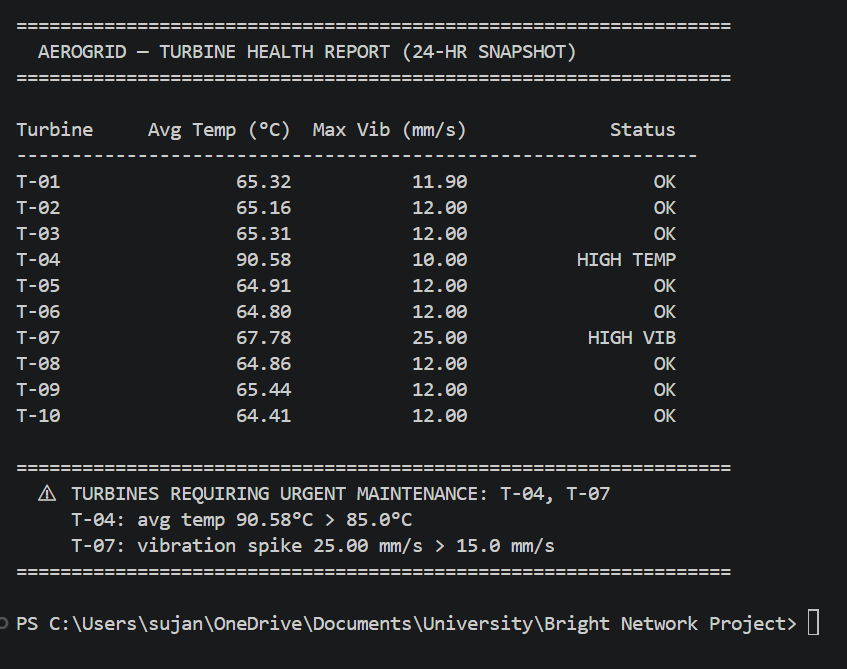 =================================================================
AEROGRID — TURBINE HEALTH REPORT (24-HR SNAPSHOT)
=================================================================
Turbine     Avg Temp (°C)  Max Vib (mm/s)             Status
--------------------------------------------------------------
T-01                65.32           11.90                 OK
T-02                65.16           12.00                 OK
T-03                65.31           12.00                 OK
T-04                90.58           10.00          HIGH TEMP
T-05                64.91           12.00                 OK
T-06                64.80           12.00                 OK
T-07                67.78           25.00           HIGH VIB
T-08                64.86           12.00                 OK
T-09                65.44           12.00                 OK
T-10                64.41           12.00                 OK
=================================================================
⚠ TURBINES REQUIRING URGENT MAINTENANCE: T-04, T-07
T-04: avg temp 90.58°C > 85.0°C
T-07: vibration spike 25.00 mm/s > 15.0 mm/s
=================================================================
PS C:\Users\sujan\OneDrive\Documents\University\Bright Network Project>